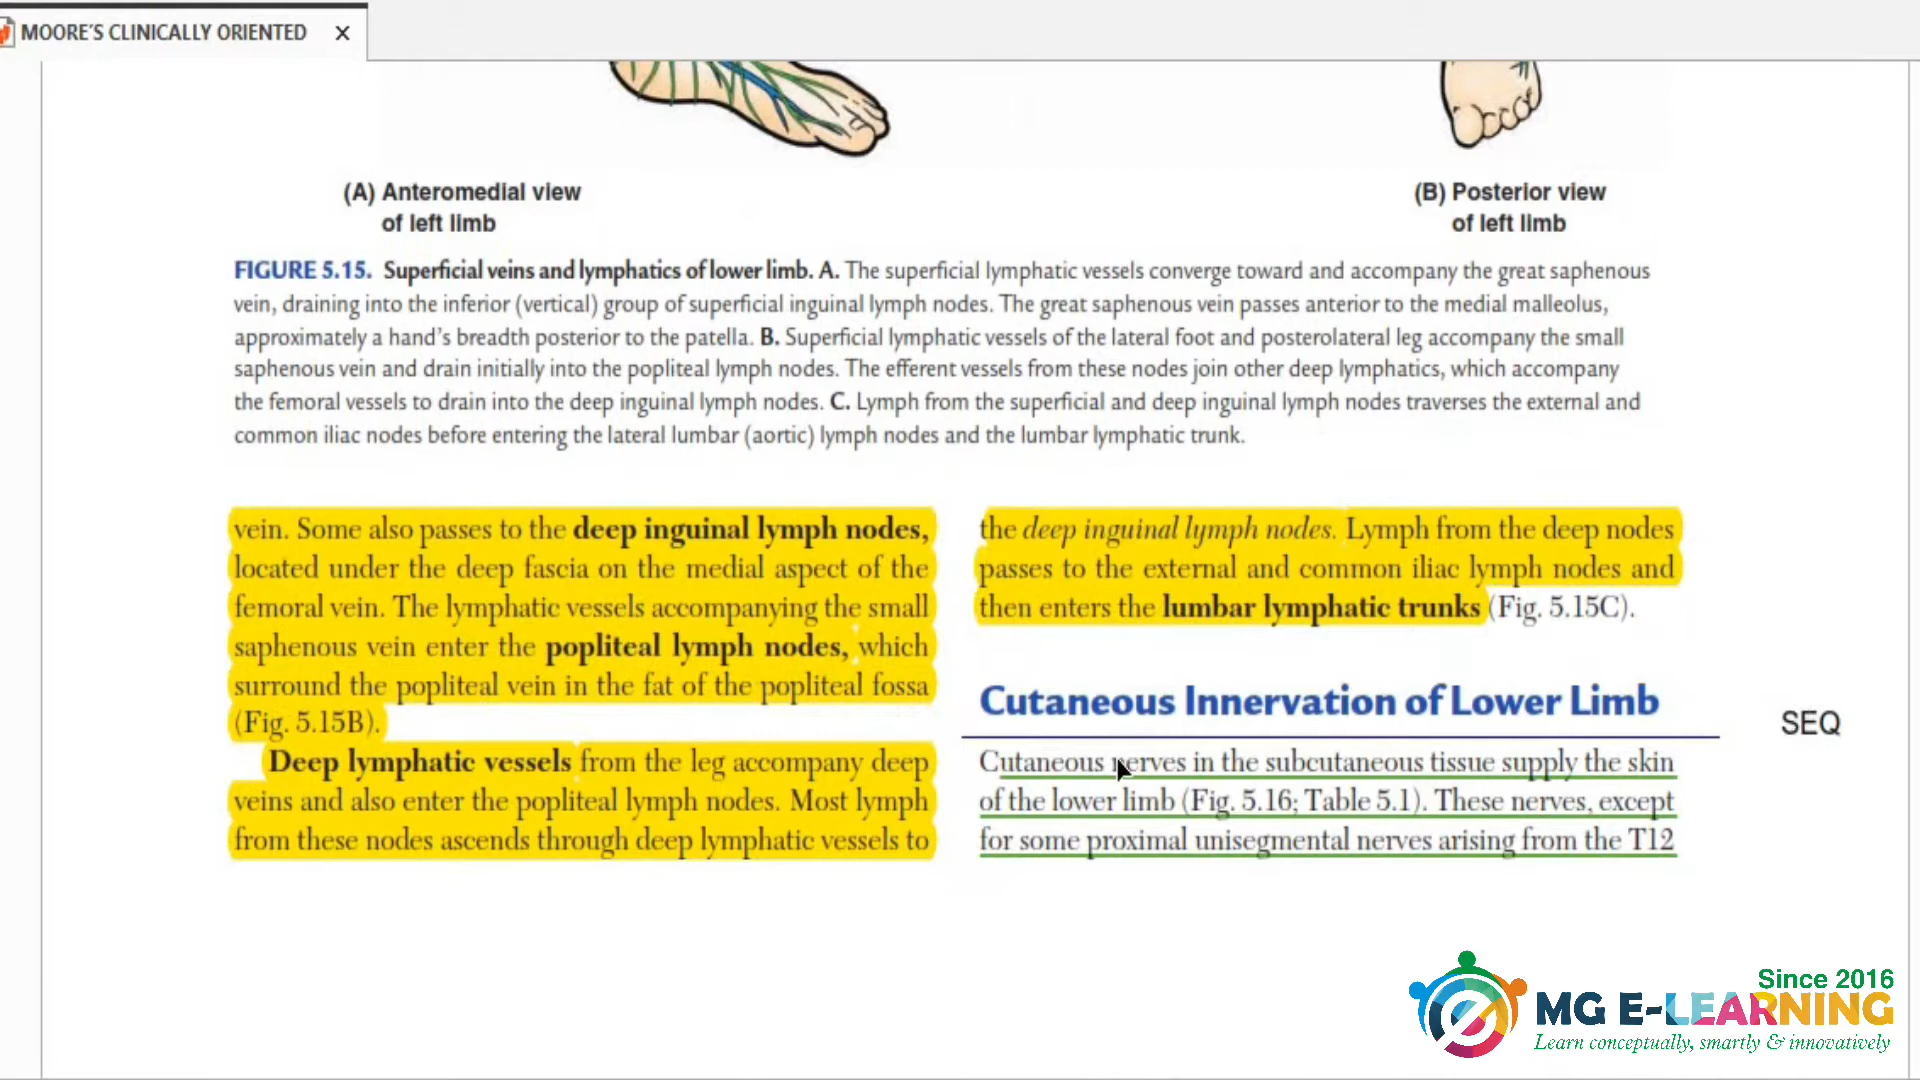 MOORE'S CLINICALLY ORIENTED
(A) Anteromedial view
of left limb
(B) Posterior view
of left limb
FIGURE 5.15. Superficial veins and lymphatics of lower limb. A. The superficial lymphatic vessels converge toward and accompany the great saphenous
vein, draining into the inferior (vertical) group of superficial inguinal lymph nodes. The great saphenous vein passes anterior to the medial malleolus,
approximately a hand's breadth posterior to the patella. B. Superficial lymphatic vessels of the lateral foot and posterolateral leg accompany the small
saphenous vein and drain initially into the popliteal lymph nodes. The efferent vessels from these nodes join other deep lymphatics, which accompany
the femoral vessels to drain into the deep inguinal lymph nodes. C. Lymph from the superficial and deep inguinal lymph nodes traverses the external and
common iliac nodes before entering the lateral lumbar (aortic) lymph nodes and the lumbar lymphatic trunk.
vein. Some also passes to the deep inguinal lymph nodes,
located under the deep fascia on the medial aspect of the
femoral vein. The lymphatic vessels accompanying the small
saphenous vein enter the popliteal lymph nodes, which
surround the popliteal vein in the fat of the popliteal fossa
(Fig. 5.15B).
Deep lymphatic vessels from the leg accompany deep
veins and also enter the popliteal lymph nodes. Most lymph
from these nodes ascends through deep lymphatic vessels to
the deep inguinal lymph nodes. Lymph from the deep nodes
passes to the external and common iliac lymph nodes and
then enters the lumbar lymphatic trunks (Fig. 5.15C).
Cutaneous Innervation of Lower Limb
SEQ
Cutaneous nerves in the subcutaneous tissue supply the skin
of the lower limb (Fig. 5.16; Table 5.1). These nerves, except
for some proximal unisegmental nerves arising from the T12
Since 2016
MG E-LEARNING
Learn conceptually, smartly & innovatively